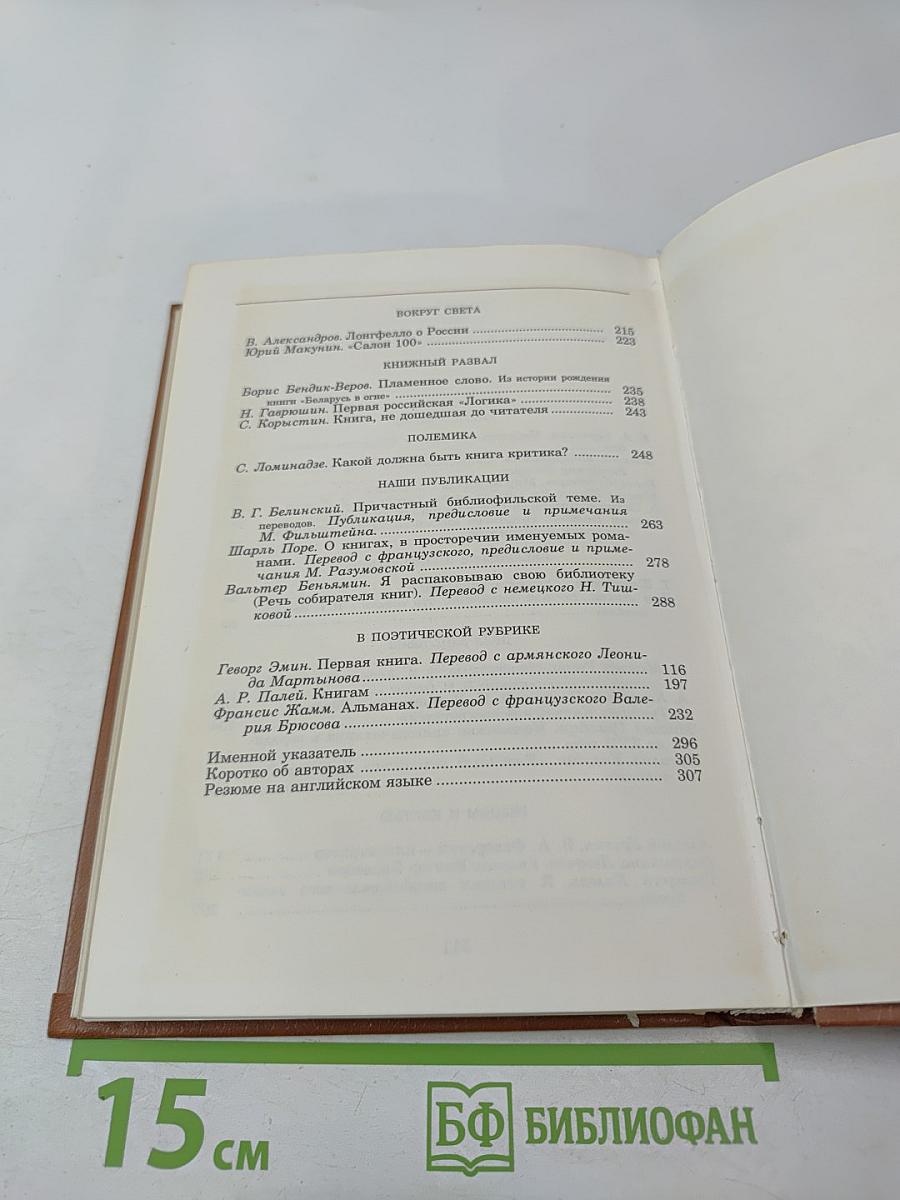 ВОКРУГ СВЕТА
В. Александров. Лонгфелло о России ........ 215
Юрий Макунин. «Салон 100» ........ 223
КНИЖНЫЙ РАЗВАЛ
Борис Бендик-Веров. Пламенное слово. Из истории рождения
книги «Беларусь в огне» ........ 235
Н. Гаврюшин. Первая российская «Логика» ........ 238
С. Корыстин. Книга, не дошедшая до читателя ........ 243
ПОЛЕМИКА
С. Ломинадзе. Какой должна быть книга критика? ........ 248
НАШИ ПУБЛИКАЦИИ
В. Г. Белинский. Причастный библиофильской теме. Из
переводов. Публикация, предисловие и примечания
М. Фильштейна. ........ 263
Шарль Поре. О книгах, в просторечии именуемых рома-
нами. Перевод с французского, предисловие и приме-
чания М. Разумовской ........ 278
Вальтер Беньямин. Я распаковываю свою библиотеку
(Речь собирателя книг). Перевод с немецкого Н. Тиш-
ковой ........ 288
В ПОЭТИЧЕСКОЙ РУБРИКЕ
Геворг Эмин. Первая книга. Перевод с армянского Леони-
да Мартынова ........ 116
А. Р. Палей. Книгам ........ 197
Франсис Жамм. Альманах. Перевод с французского Вале-
рия Брюсова ........ 232
Именной указатель ........ 296
Коротко об авторах ........ 305
Резюме на английском языке ........ 307
15 см
БФ БИБЛИОФАН